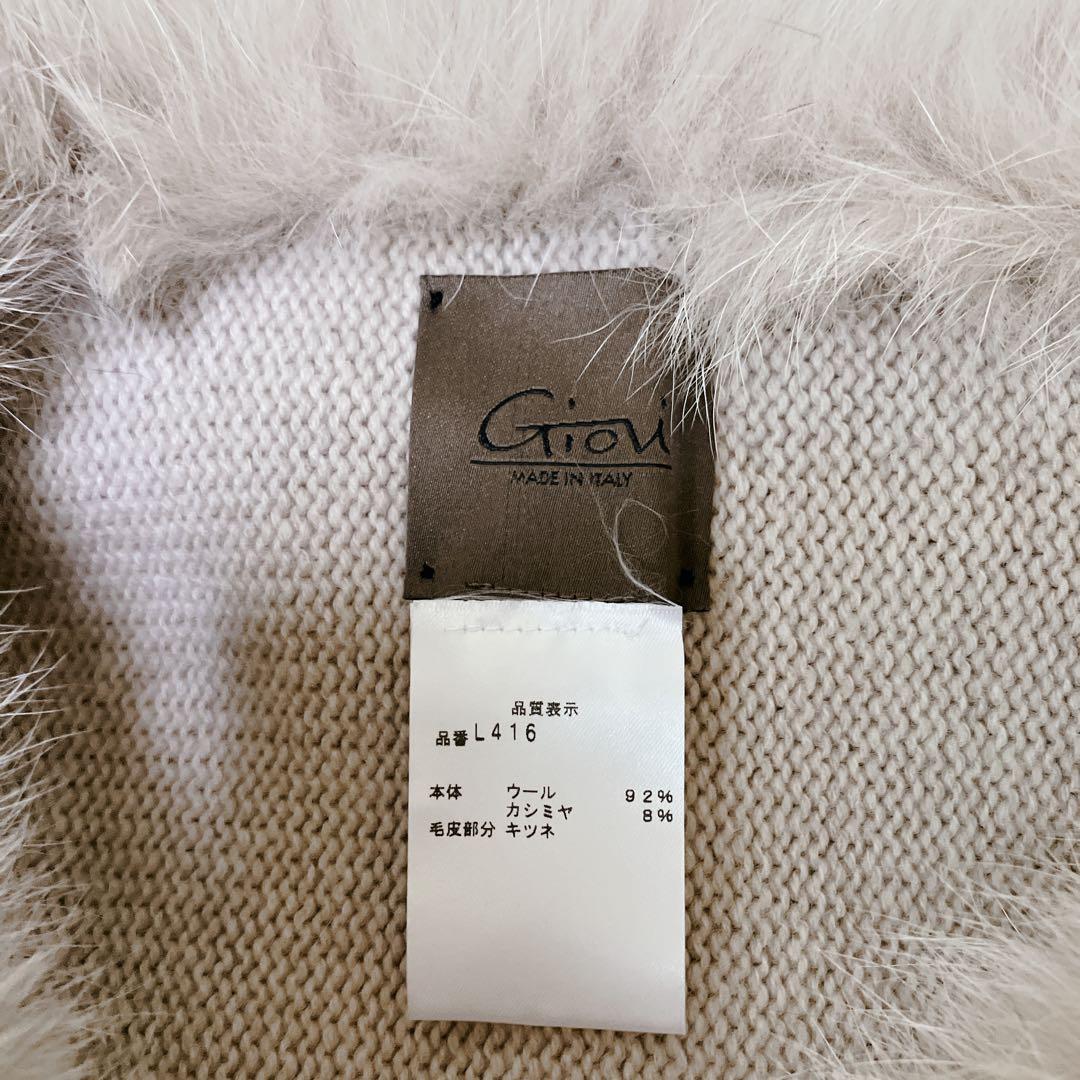 Giovi
MADE IN ITALY
品質表示
品番 L416
本体 ウール 92%
カシミヤ 8%
毛皮部分 キツネ